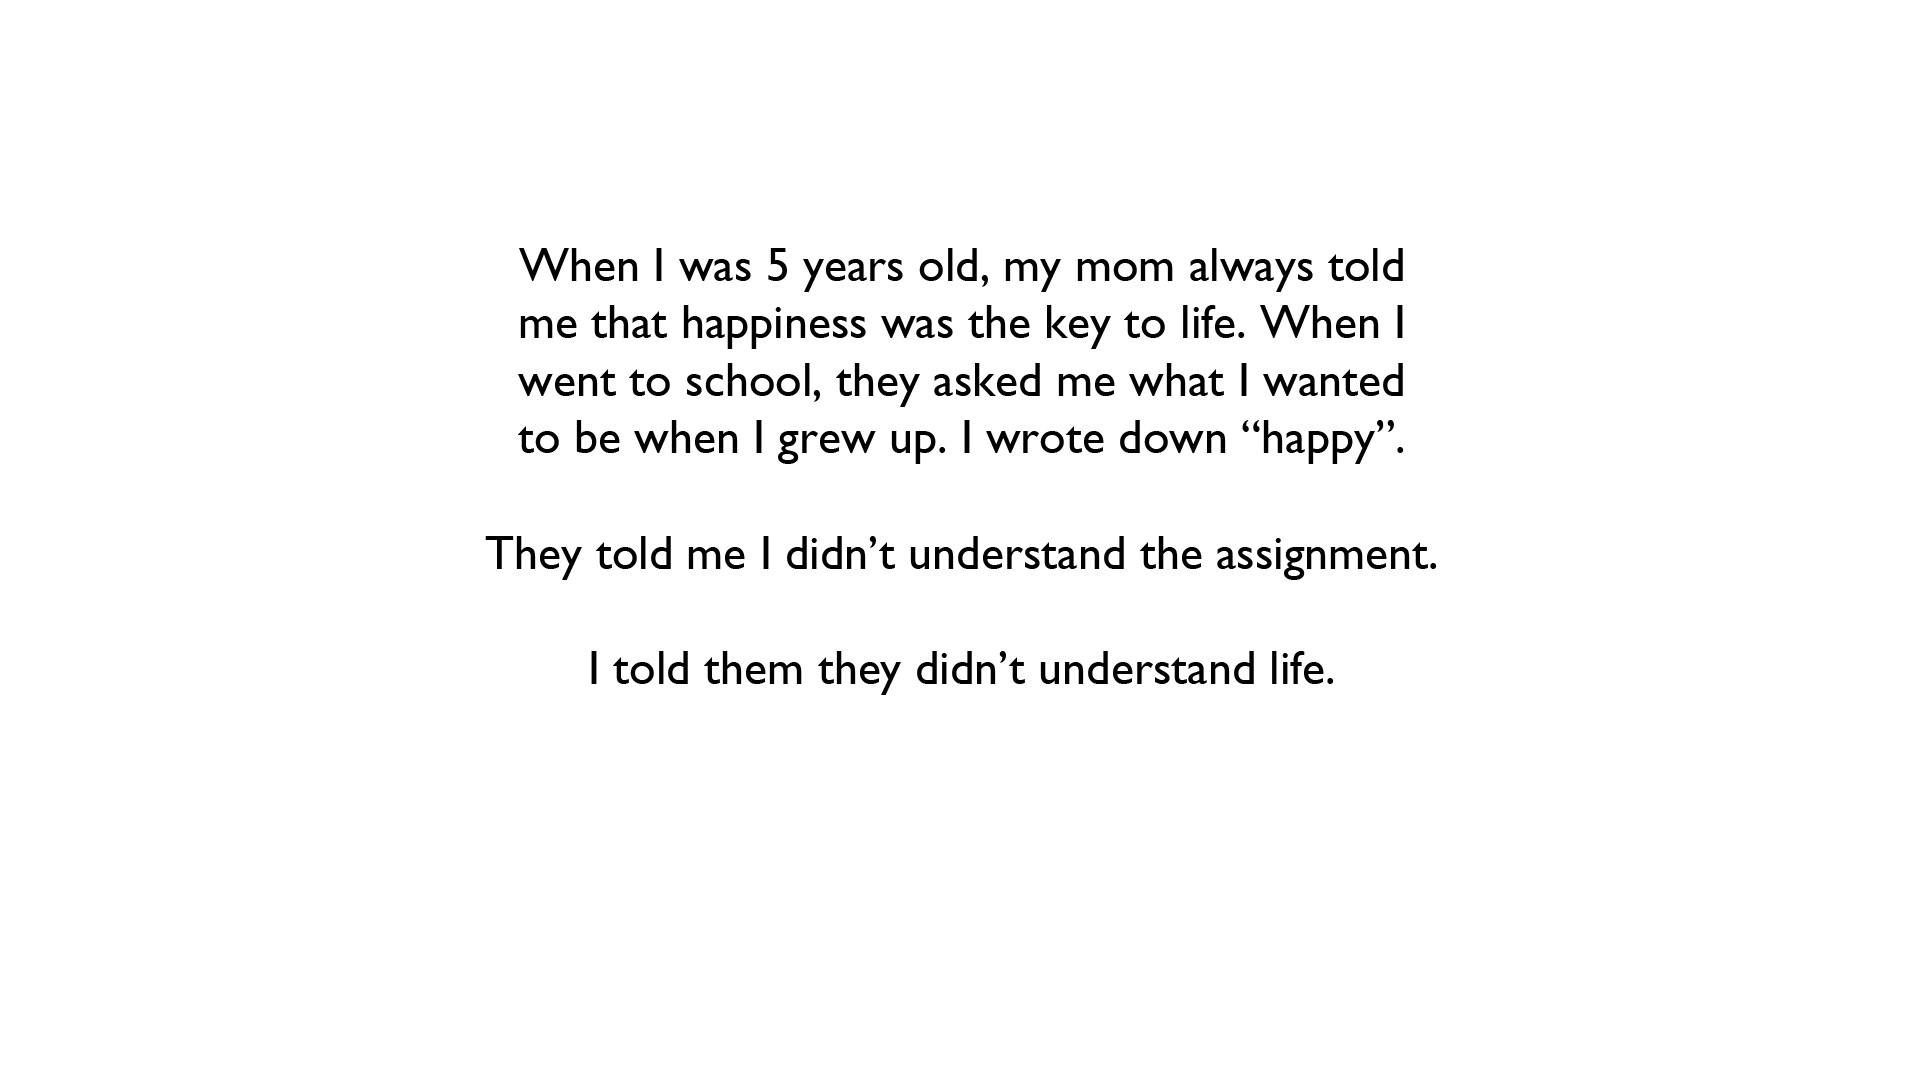 When I was 5 years old, my mom always told
me that happiness was the key to life. When I
went to school, they asked me what I wanted
to be when I grew up. I wrote down “happy”.
They told me I didn’t understand the assignment.
I told them they didn’t understand life.